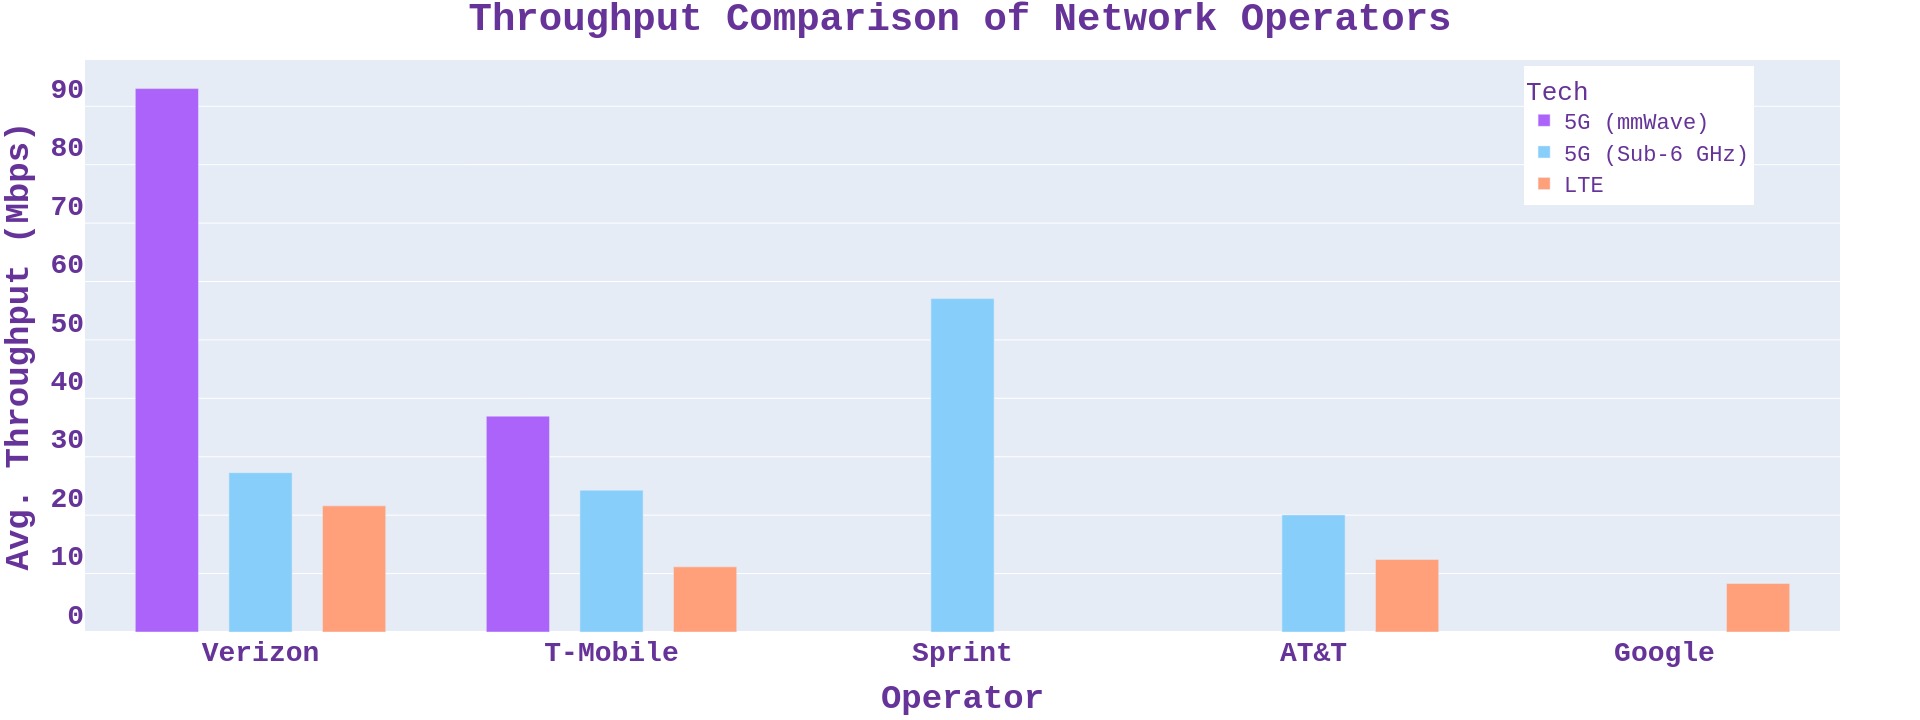 Throughput Comparison of Network Operators
Avg. Throughput (Mbps)
90
80
70
60
50
40
30
20
10
0
Tech
5G (mmWave)
5G (Sub-6 GHz)
LTE
Verizon T-Mobile Sprint AT&T Google
Operator